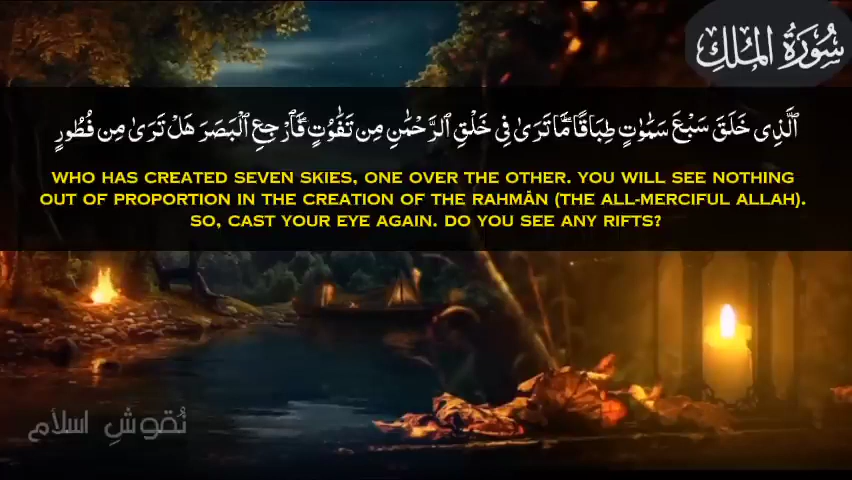 سُورَةُ الْمُلْكِ
ٱلَّذِى خَلَقَ سَبْعَ سَمَٰوَٰتٍ طِبَاقًا ۖ مَّا تَرَىٰ فِى خَلْقِ ٱلرَّحْمَٰنِ مِن تَفَٰوُتٍ ۖ فَٱرْجِعِ ٱلْبَصَرَ هَلْ تَرَىٰ مِن فُطُورٍ
WHO HAS CREATED SEVEN SKIES, ONE OVER THE OTHER. YOU WILL SEE NOTHING
OUT OF PROPORTION IN THE CREATION OF THE RAHMĀN (THE ALL-MERCIFUL ALLAH).
SO, CAST YOUR EYE AGAIN. DO YOU SEE ANY RIFTS?
نُقوشِ اسلام